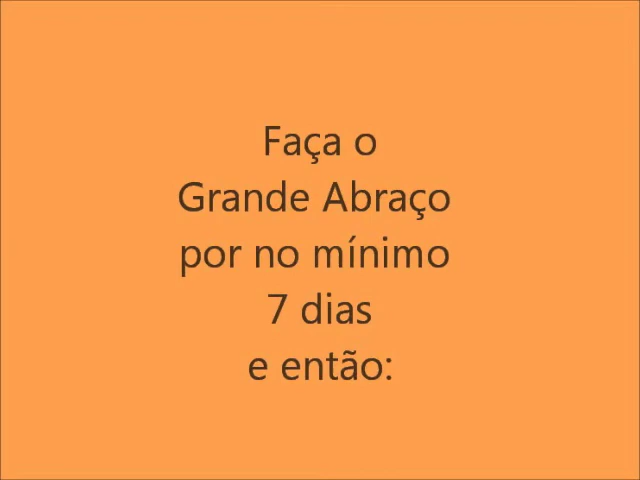 Faça o
Grande Abraço
por no mínimo
7 dias
e então: